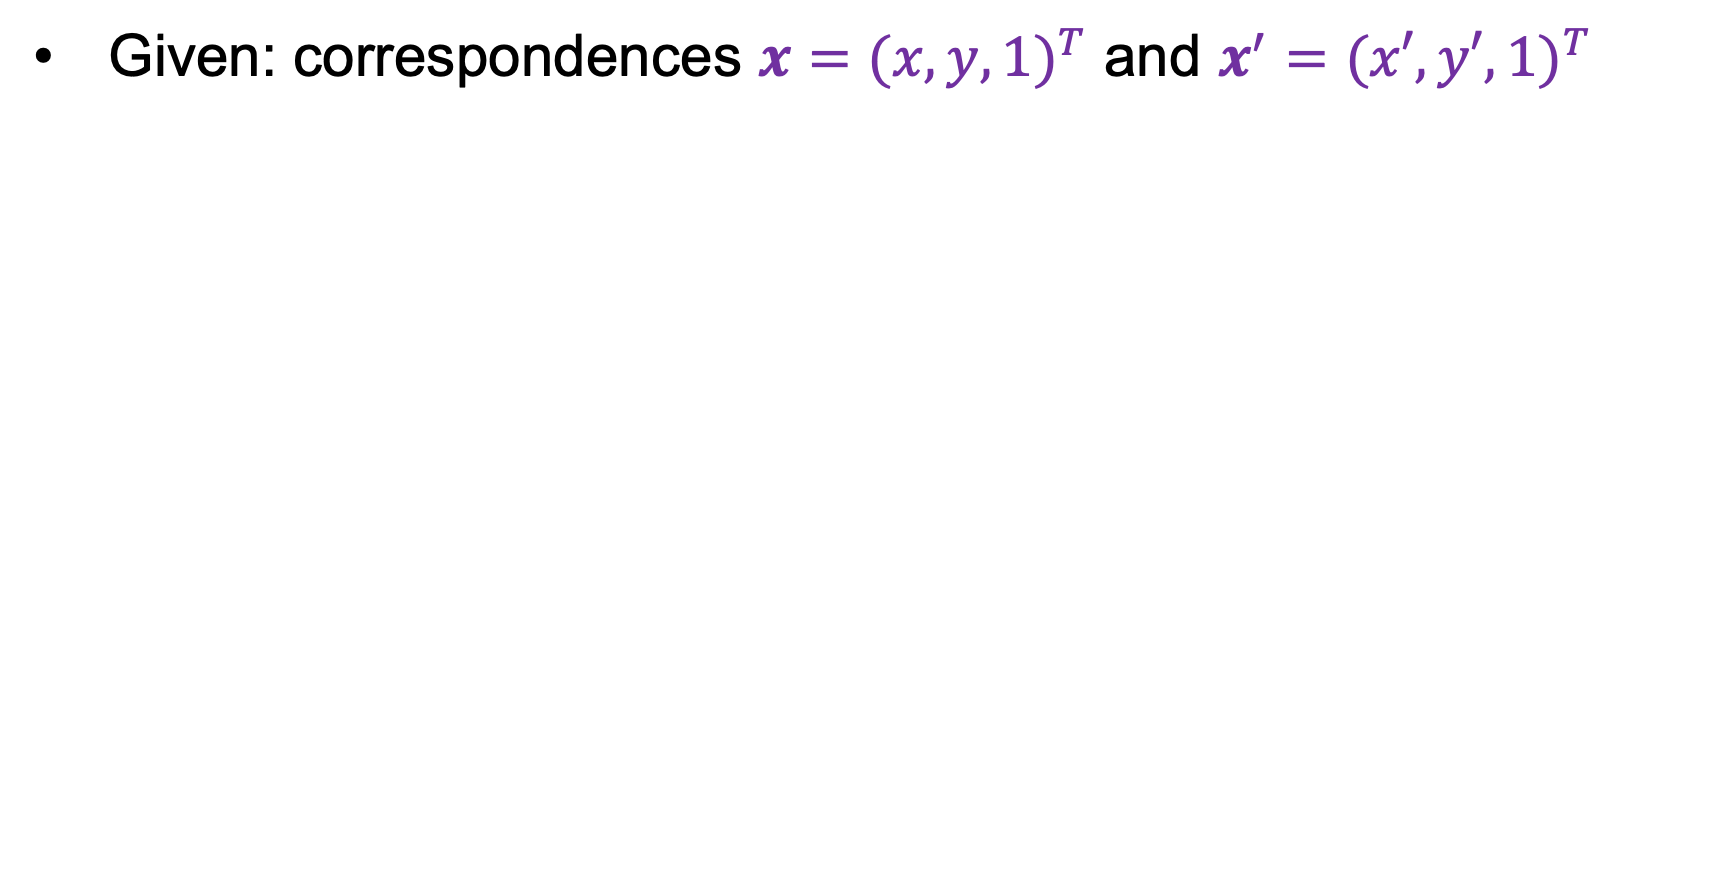 • Given: correspondences 𝒙 = (𝑥, 𝑦, 1)ᵀ and 𝒙′ = (𝑥′, 𝑦′, 1)ᵀ